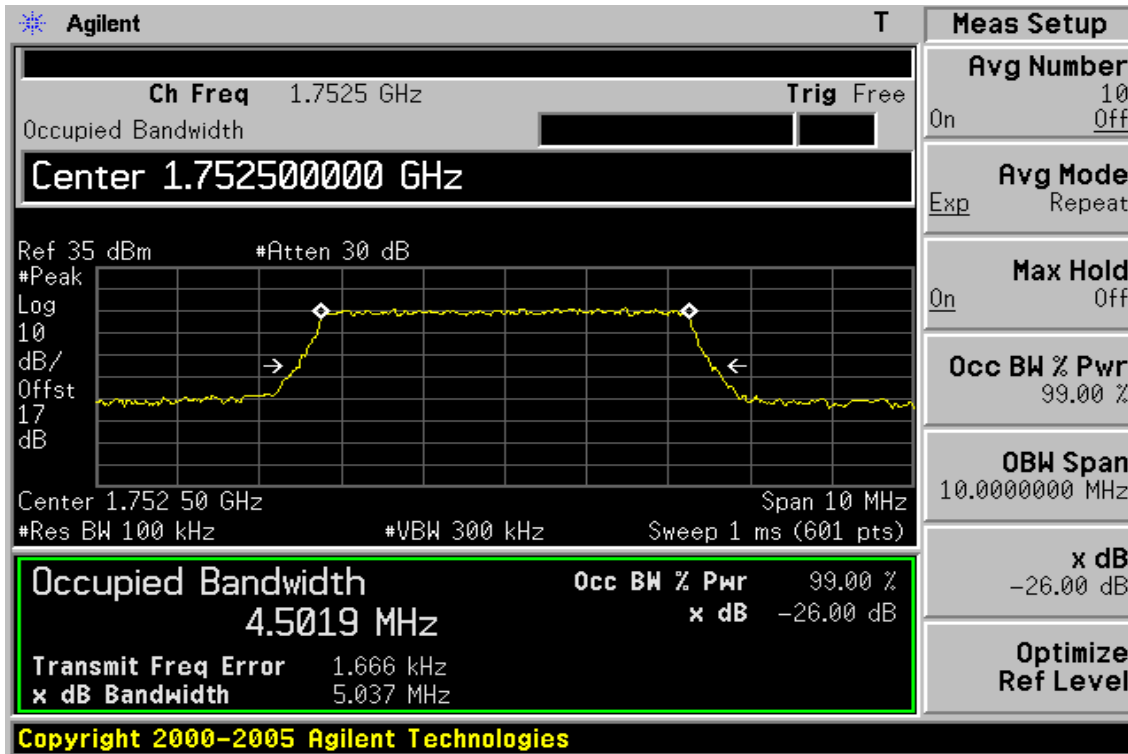 Agilent T
Ch Freq 1.7525 GHz Trig Free
Occupied Bandwidth
Center 1.752500000 GHz
Ref 35 dBm #Atten 30 dB
#Peak
Log
10
dB/
Offst
17
dB
Center 1.752 50 GHz Span 10 MHz
#Res BW 100 kHz #VBW 300 kHz Sweep 1 ms (601 pts)
Occupied Bandwidth Occ BW % Pwr 99.00 %
4.5019 MHz x dB -26.00 dB
Transmit Freq Error 1.666 kHz
x dB Bandwidth 5.037 MHz
Copyright 2000-2005 Agilent Technologies
Meas Setup
Avg Number
10
On Off
Avg Mode
Exp Repeat
Max Hold
On Off
Occ BW % Pwr
99.00 %
OBW Span
10.0000000 MHz
x dB
-26.00 dB
Optimize
Ref Level